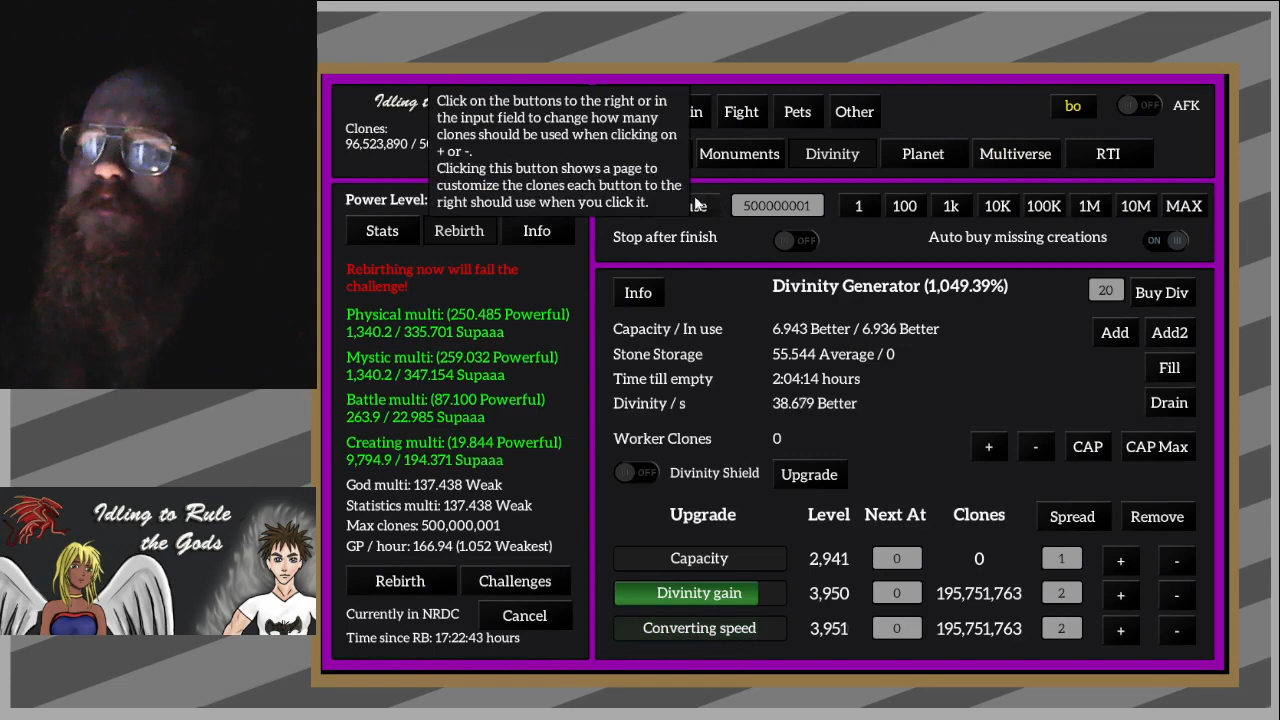 Idling t
Clones:
96,523,890 / 50
Click on the buttons to the right or in
the input field to change how many
clones should be used when clicking on
+ or -.
Clicking this button shows a page to
customize the clones each button to the
right should use when you click it.
in
Fight
Pets
Other
bo
OFF
AFK
Monuments
Divinity
Planet
Multiverse
RTI
Power Level:
Stats
Rebirth
Info
Rebirthing now will fail the
challenge!
Physical multi: (250.485 Powerful)
1,340.2 / 335.701 Supaaa
Mystic multi: (259.032 Powerful)
1,340.2 / 347.154 Supaaa
Battle multi: (87.100 Powerful)
263.9 / 22.985 Supaaa
Creating multi: (19.844 Powerful)
9,794.9 / 194.371 Supaaa
God multi: 137.438 Weak
Statistics multi: 137.438 Weak
Max clones: 500,000,001
GP / hour: 166.94 (1.052 Weakest)
Rebirth
Challenges
Currently in NRDC
Cancel
Time since RB: 17:22:43 hours
se
500000001
1
100
1k
10K
100K
1M
10M
MAX
Stop after finish
OFF
Auto buy missing creations
ON
Info
Divinity Generator (1,049.39%)
20
Buy Div
Capacity / In use
6.943 Better / 6.936 Better
Add
Add2
Stone Storage
55.544 Average / 0
Fill
Time till empty
2:04:14 hours
Divinity / s
38.679 Better
Drain
Worker Clones
0
+
-
CAP
CAP Max
OFF
Divinity Shield
Upgrade
Upgrade
Level
Next At
Clones
Spread
Remove
Capacity
2,941
0
0
1
+
-
Divinity gain
3,950
0
195,751,763
2
+
-
Converting speed
3,951
0
195,751,763
2
+
-
Idling to Rule
the Gods